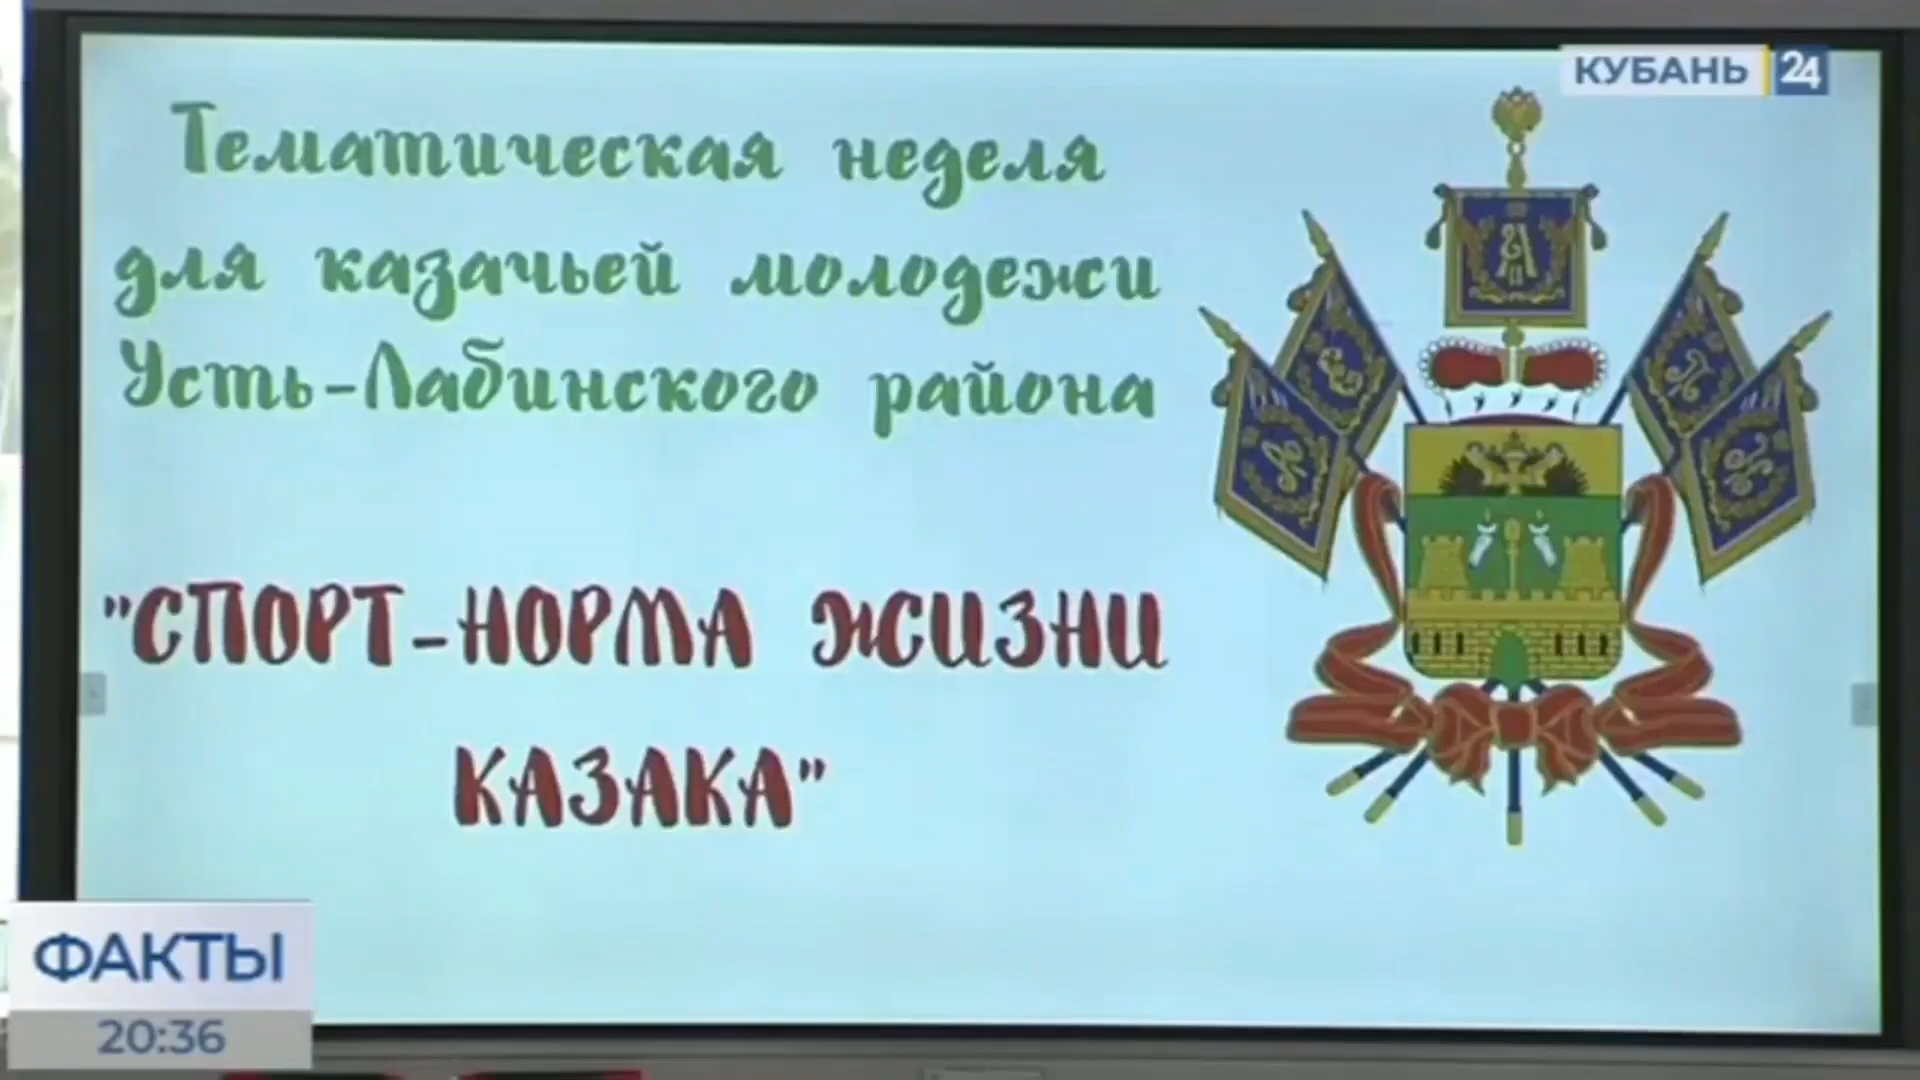 КУБАНЬ 24
Тематическая неделя
для казачьей молодежи
Усть-Лабинского района
"СПОРТ-НОРМА ЖИЗНИ
КАЗАКА"
ФАКТЫ
20:36